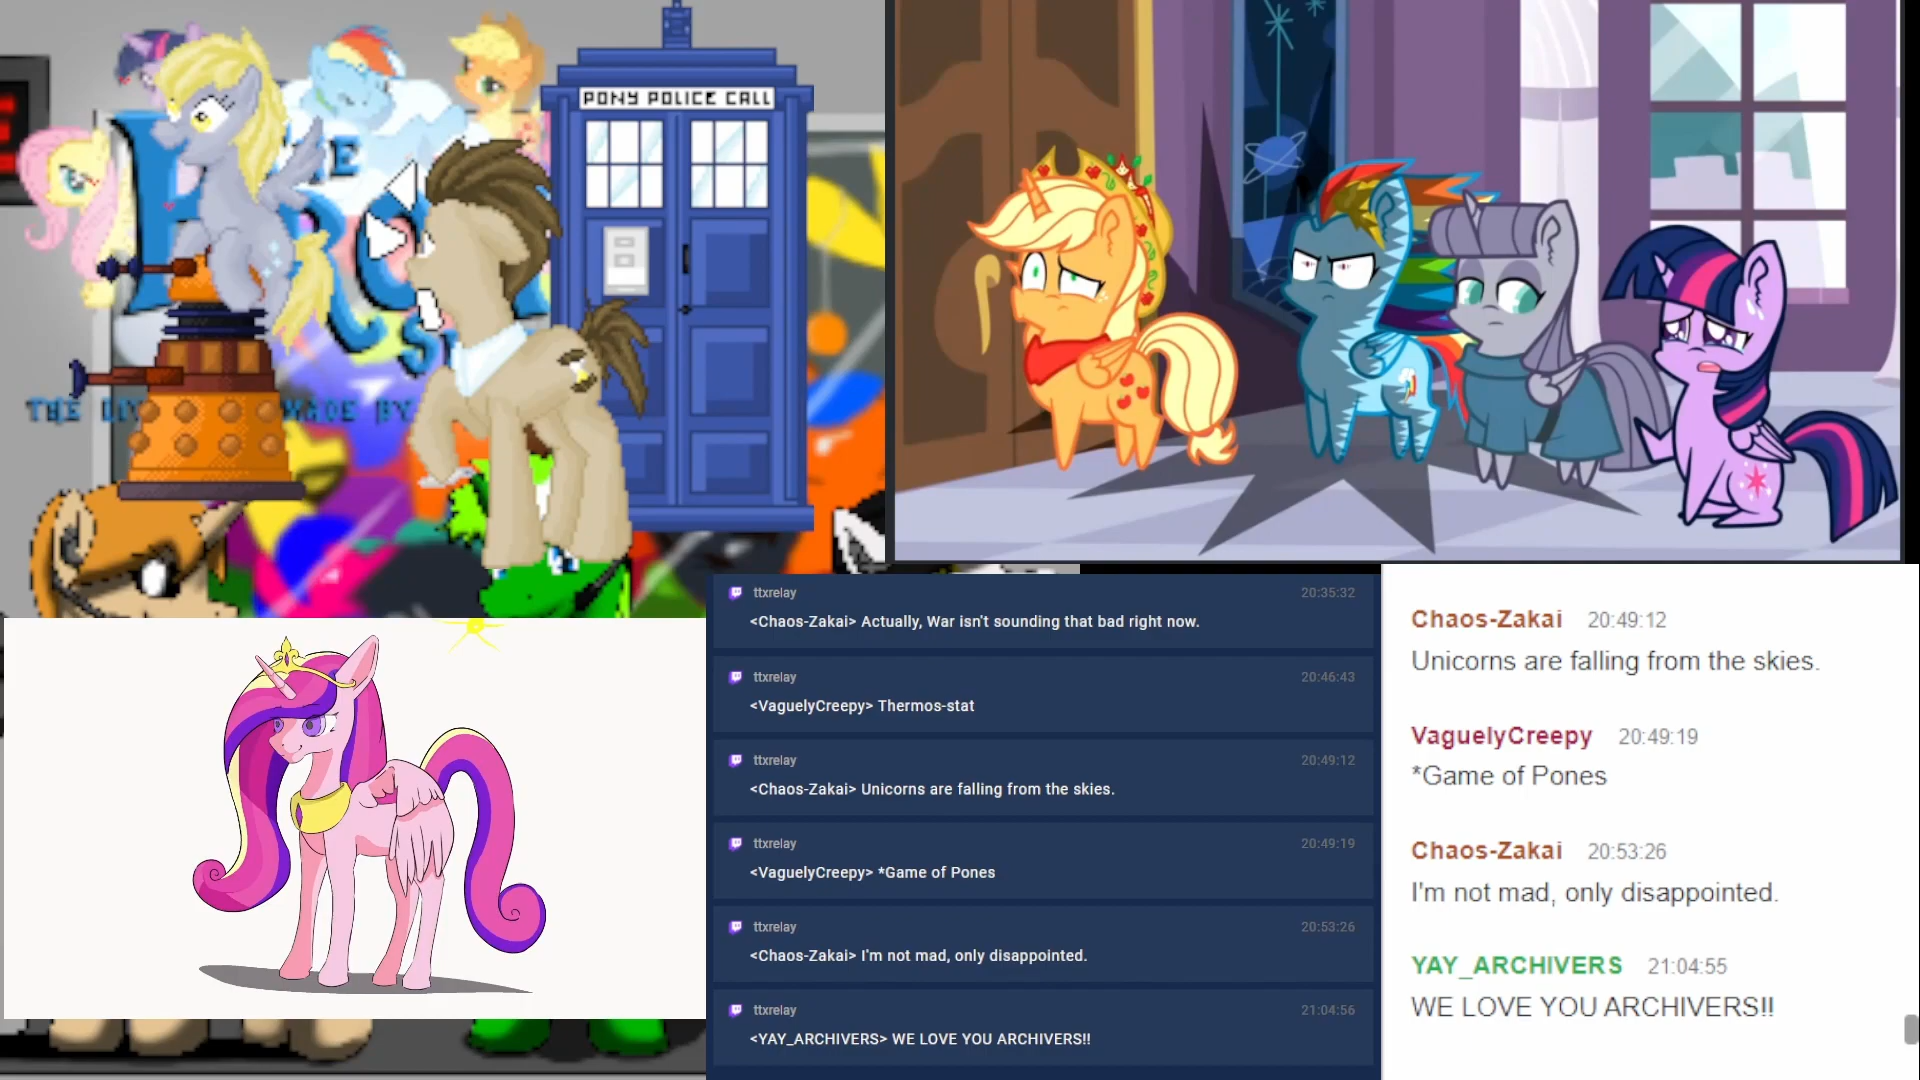 PONY POLICE CALL
THE
MADE BY
ttxrelay 20:35:32
<Chaos-Zakai> Actually, War isn't sounding that bad right now.
ttxrelay 20:46:43
<VaguelyCreepy> Thermos-stat
ttxrelay 20:49:12
<Chaos-Zakai> Unicorns are falling from the skies.
ttxrelay 20:49:19
<VaguelyCreepy> *Game of Pones
ttxrelay 20:53:26
<Chaos-Zakai> I'm not mad, only disappointed.
ttxrelay 21:04:56
<YAY_ARCHIVERS> WE LOVE YOU ARCHIVERS!!
Chaos-Zakai 20:49:12
Unicorns are falling from the skies.
VaguelyCreepy 20:49:19
*Game of Pones
Chaos-Zakai 20:53:26
I'm not mad, only disappointed.
YAY_ARCHIVERS 21:04:55
WE LOVE YOU ARCHIVERS!!